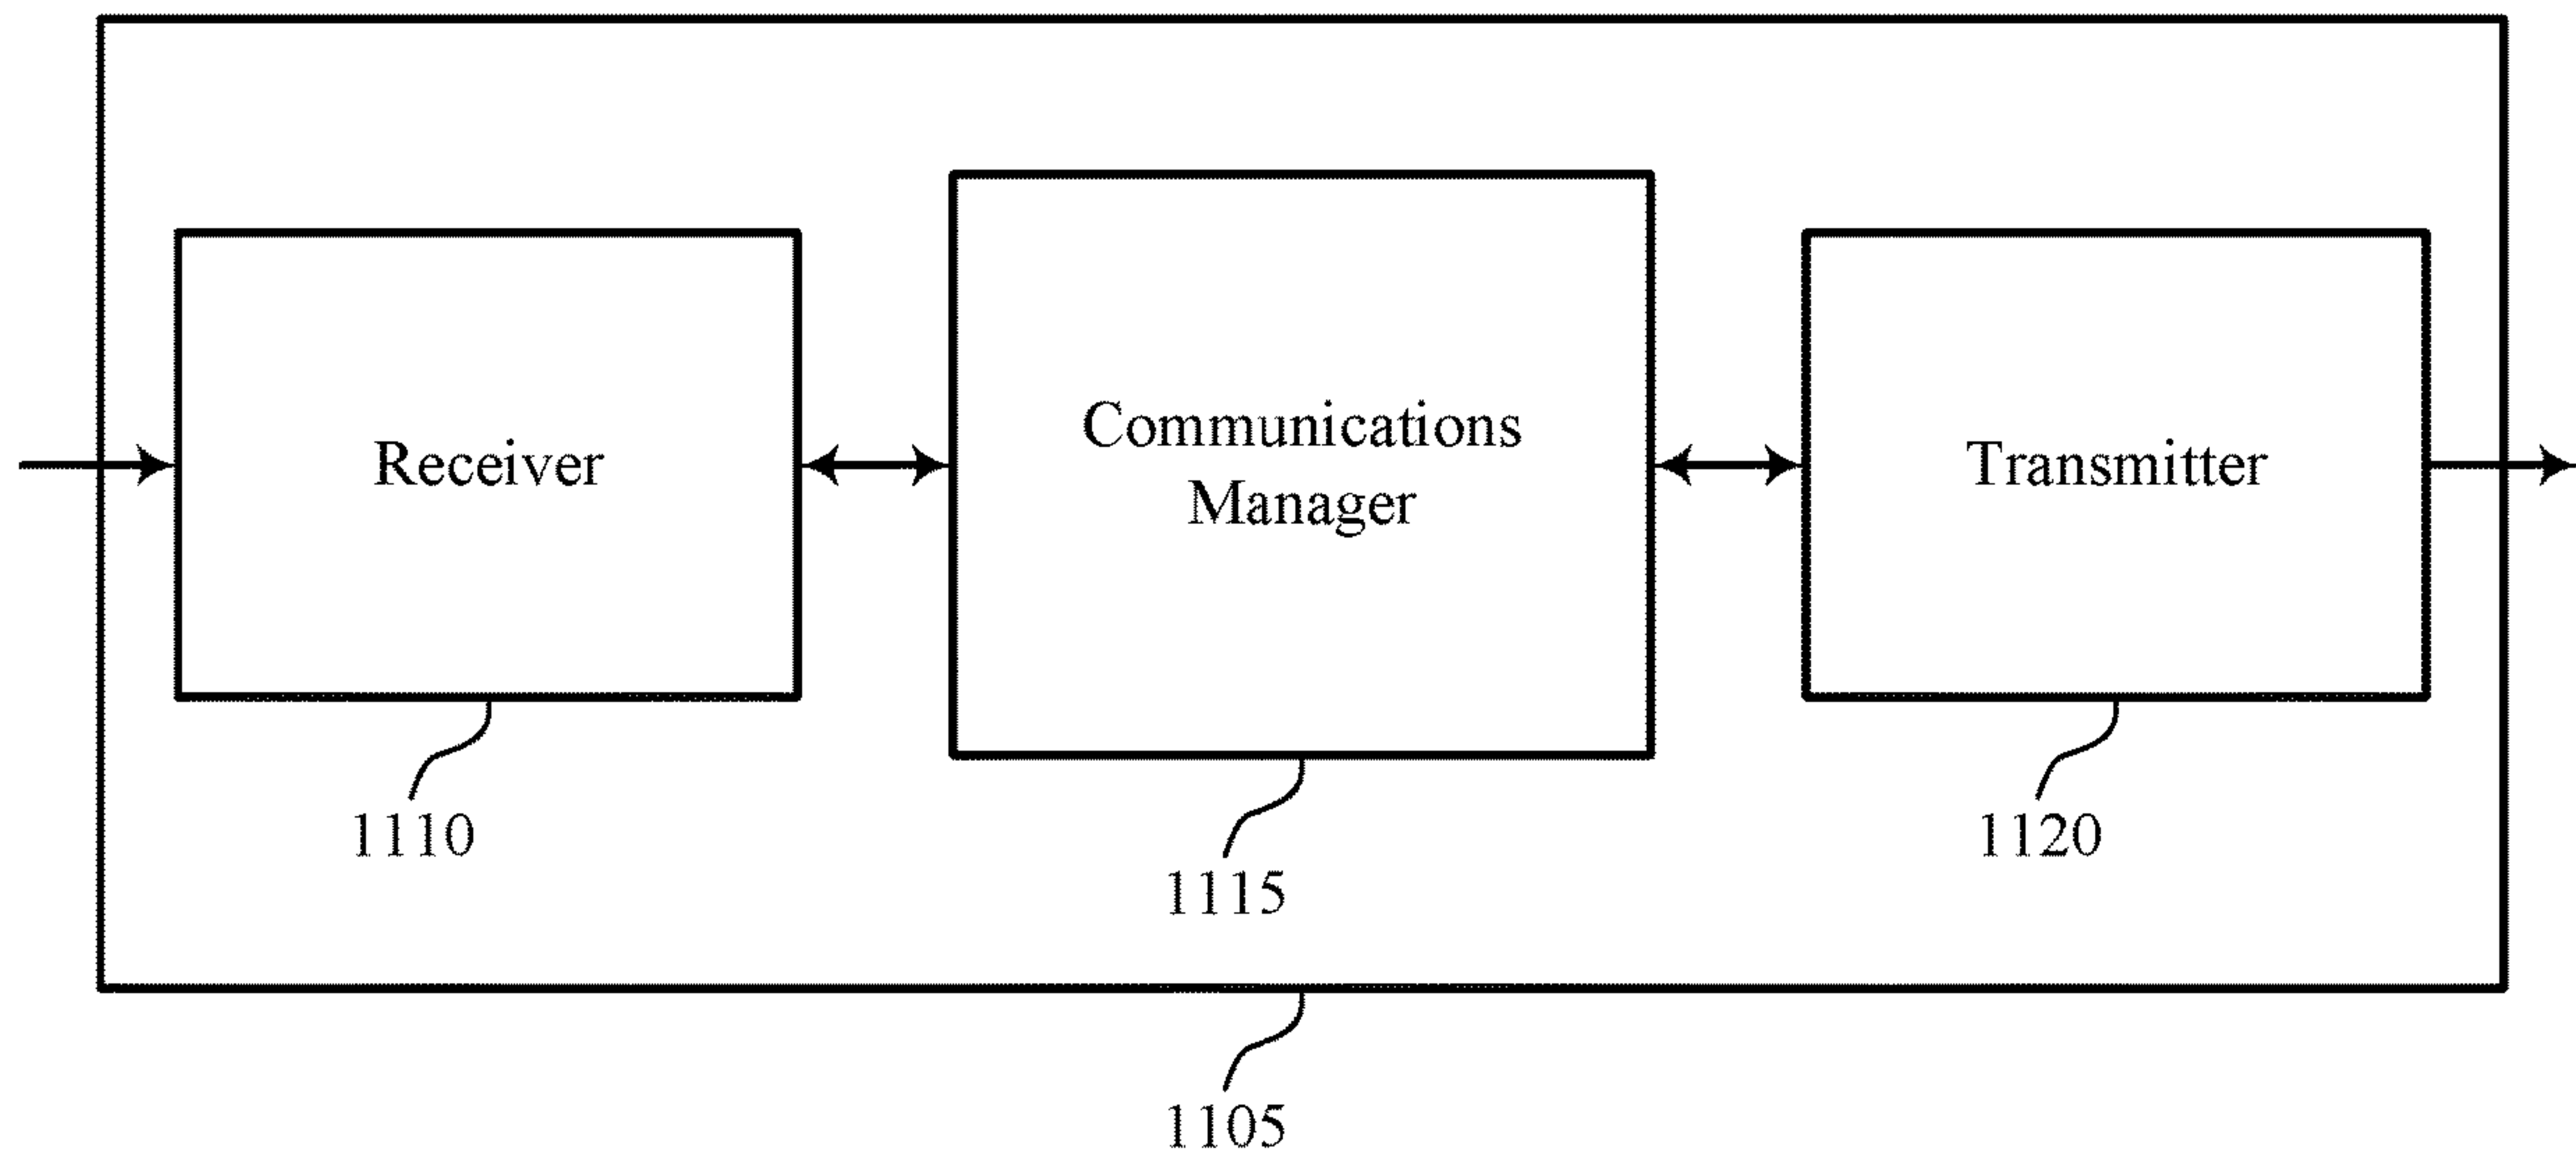 Receiver
Communications
Manager
Transmitter
1110
1115
1120
1105